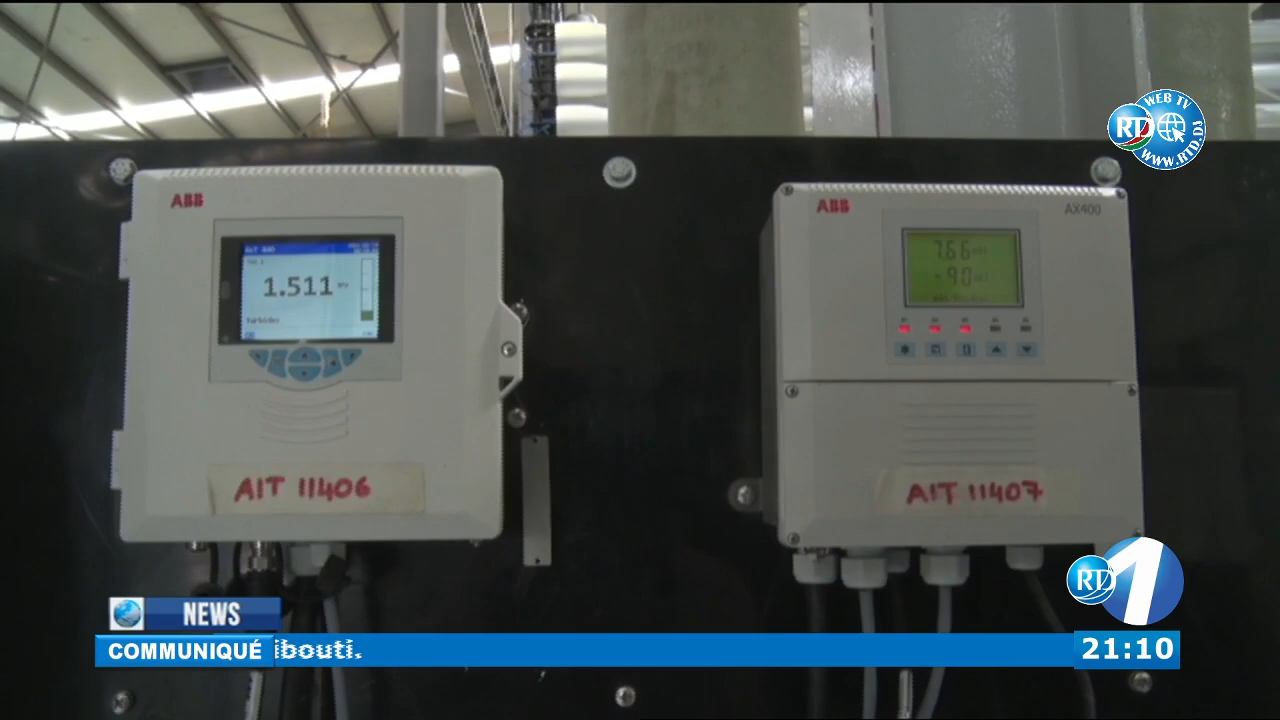 WEB TV
RTD
WWW.RTD.DJ
ABB
1.511
AIT 11406
ABB
AX400
7.66 pH
-90
AIT 11407
RTD 1
NEWS
COMMUNIQUÉ
ibouti.
21:10